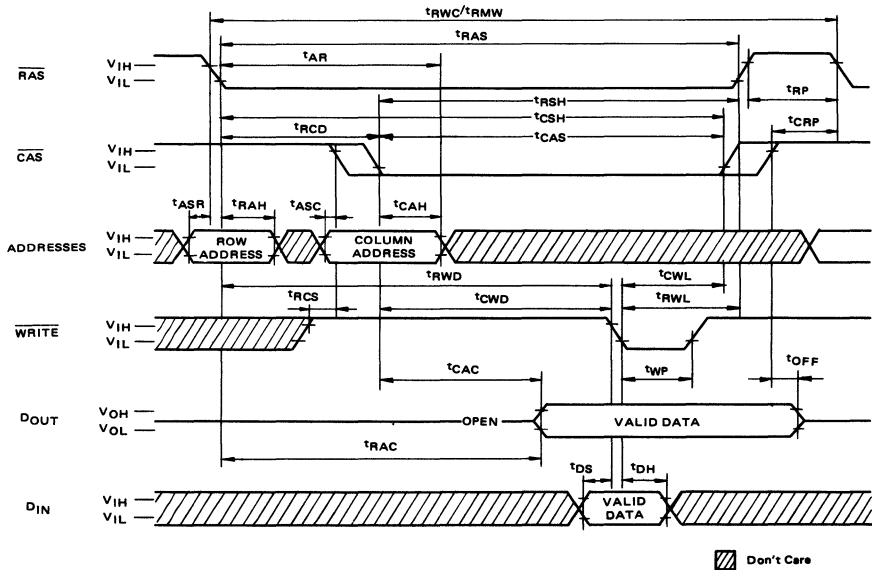 tRWC/tRMW
tRAS
tAR
RAS
VIH
VIL
tRP
tRSH
tCSH
tRCD
tCAS
tCRP
CAS
VIH
VIL
tASR
tRAH
tASC
tCAH
ADDRESSES
VIH
VIL
ROW
ADDRESS
COLUMN
ADDRESS
tRWD
tCWL
tRCS
tCWD
tRWL
WRITE
VIH
VIL
tCAC
tWP
tOFF
DOUT
VOH
VOL
OPEN
VALID DATA
tRAC
tDS
tDH
DIN
VIH
VIL
VALID
DATA
Don't Care